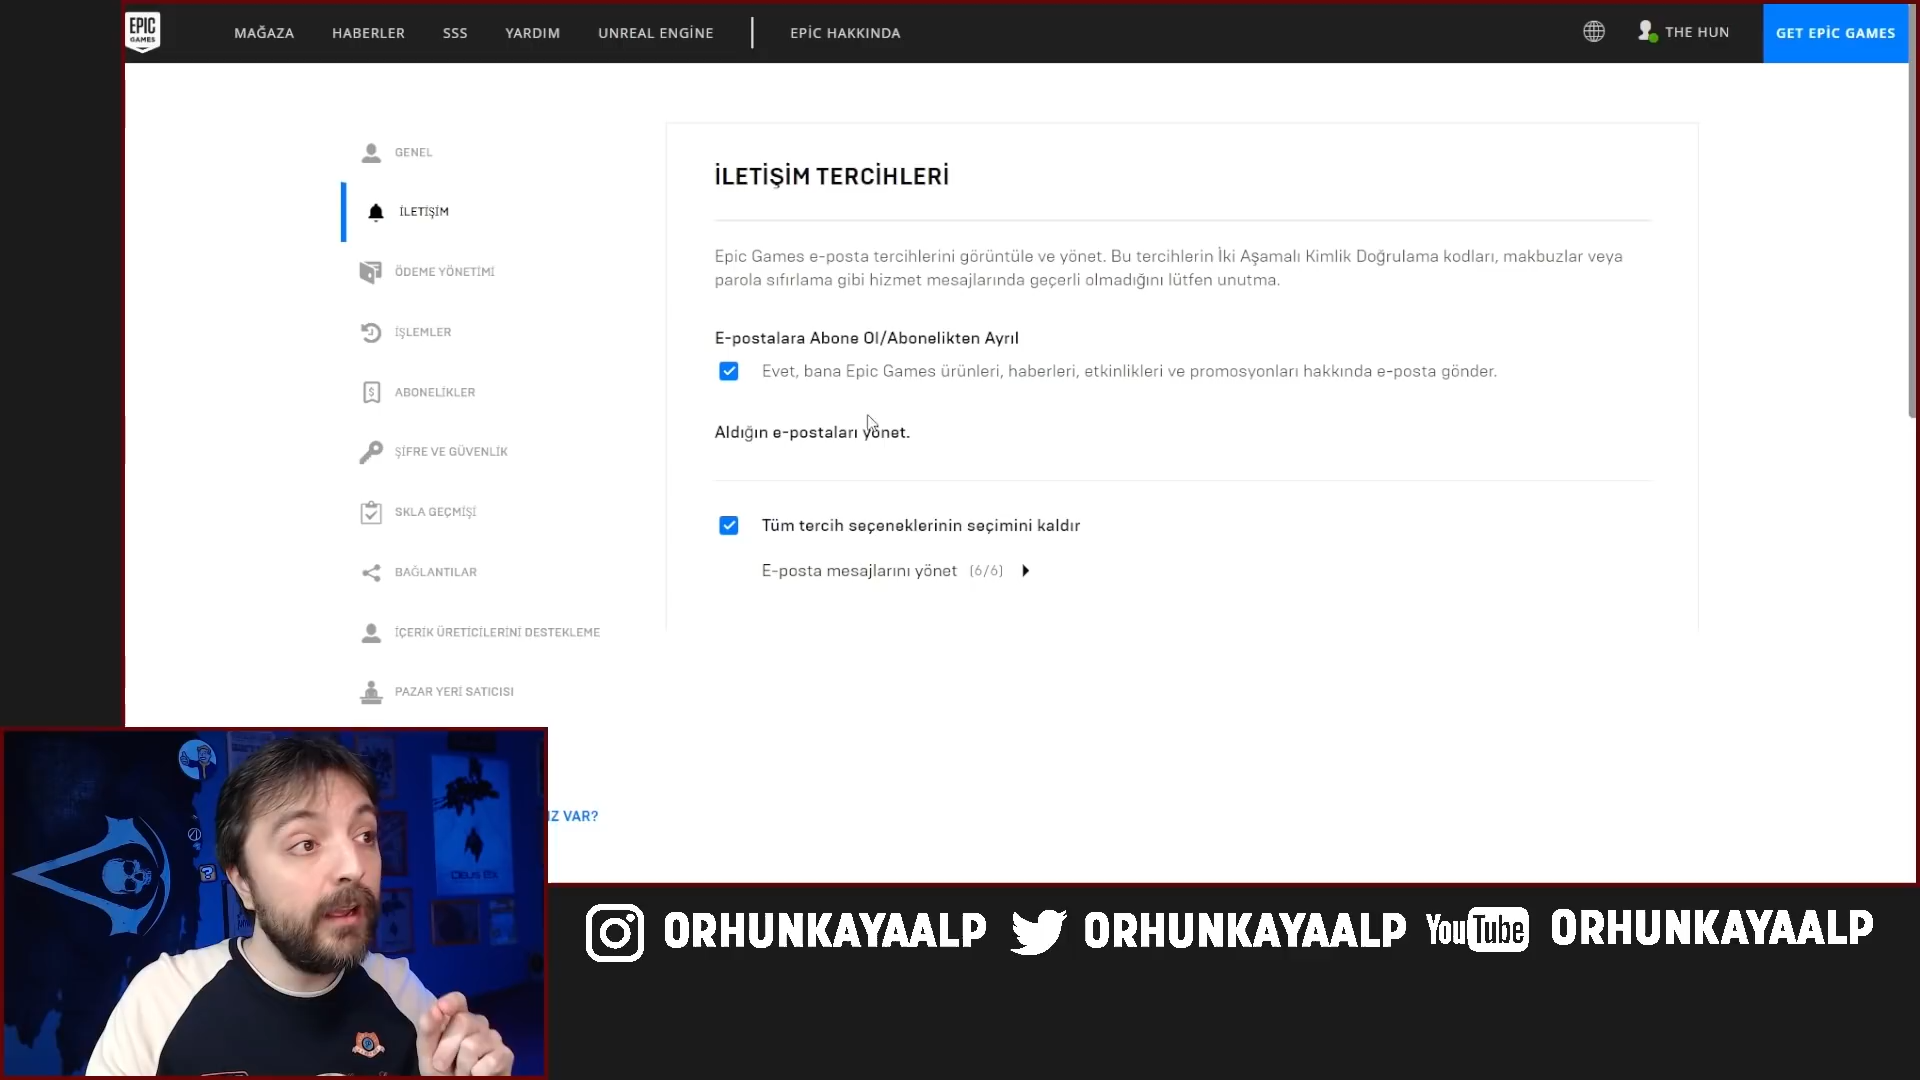 EPIC GAMES
MAĞAZA HABERLER SSS YARDIM UNREAL ENGİNE EPİC HAKKINDA THE HUN GET EPİC GAMES
GENEL
İLETİŞİM
ÖDEME YÖNETİMİ
İŞLEMLER
ABONELİKLER
ŞİFRE VE GÜVENLİK
SKLA GEÇMİŞİ
BAĞLANTILAR
İÇERİK ÜRETİCİLERİNİ DESTEKLEME
PAZAR YERİ SATICISI
IZ VAR?
İLETİŞİM TERCİHLERİ
Epic Games e-posta tercihlerini görüntüle ve yönet. Bu tercihlerin İki Aşamalı Kimlik Doğrulama kodları, makbuzlar veya
parola sıfırlama gibi hizmet mesajlarında geçerli olmadığını lütfen unutma.
E-postalara Abone Ol/Abonelikten Ayrıl
Evet, bana Epic Games ürünleri, haberleri, etkinlikleri ve promosyonları hakkında e-posta gönder.
Aldığın e-postaları yönet.
Tüm tercih seçeneklerinin seçimini kaldır
E-posta mesajlarını yönet (6/6)
DEUS EX
ORHUNKAYAALP ORHUNKAYAALP YouTube ORHUNKAYAALP